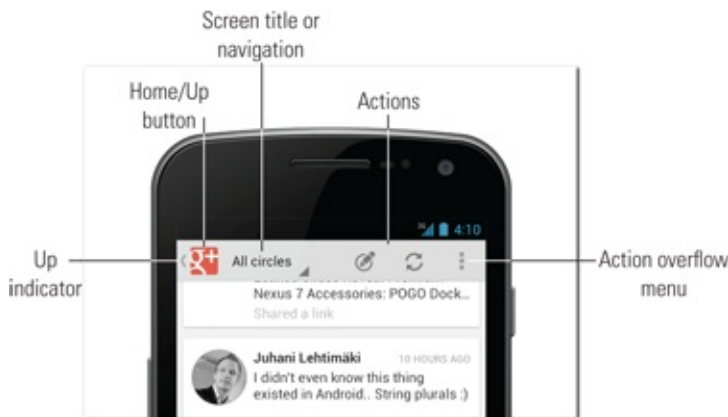 Screen title or
navigation
Home/Up
button
Actions
3G 4:10
Up
indicator
g+
All circles
Action overflow
menu
Nexus 7 Accessories: POGO Dock...
Shared a link
Juhani Lehtimäki 10 HOURS AGO
I didn't even know this thing
existed in Android.. String plurals :)